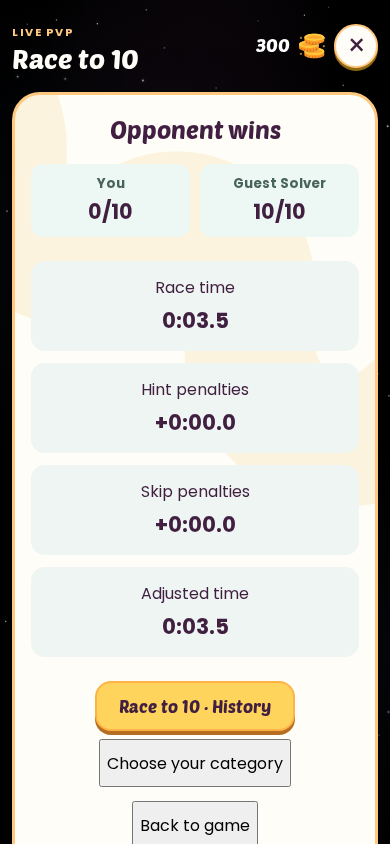 LIVE PVP
Race to 10
300
×
Opponent wins
You
0/10
Guest Solver
10/10
Race time
0:03.5
Hint penalties
+0:00.0
Skip penalties
+0:00.0
Adjusted time
0:03.5
Race to 10 · History
Choose your category
Back to game